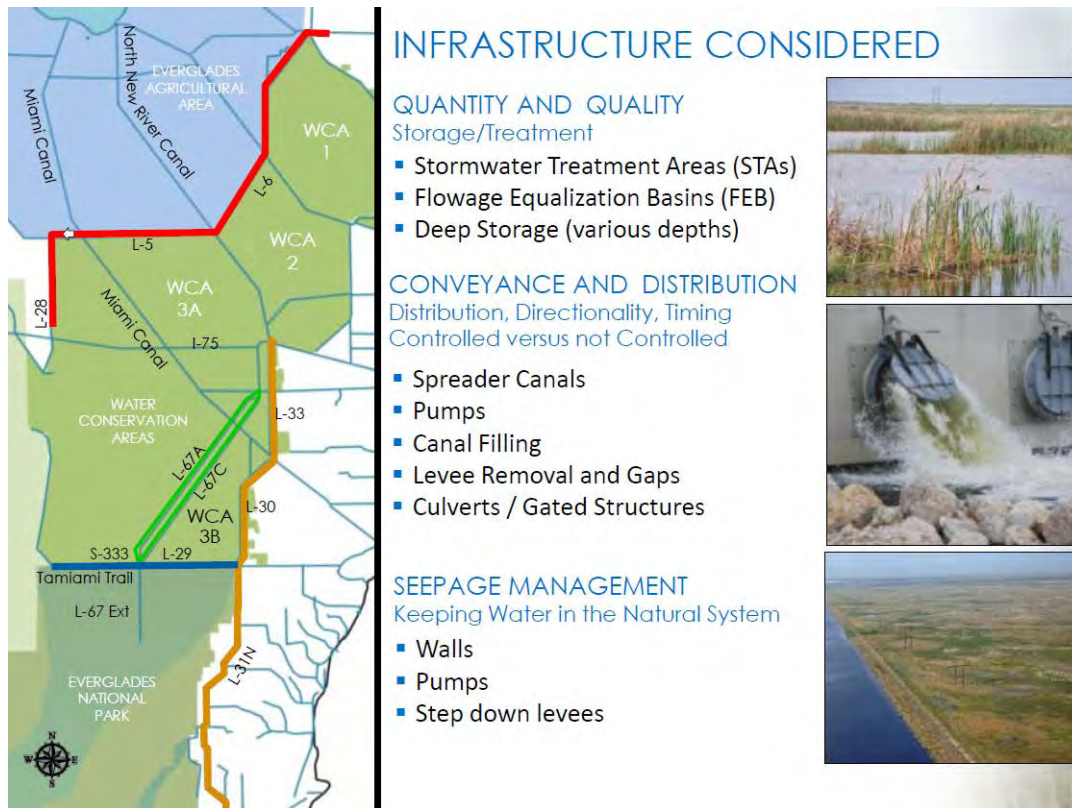 North New River Canal
EVERGLADES
AGRICULTURAL
AREA
Miami Canal
WCA
1
L-6
L-5
WCA
2
L-28
WCA
3A
Miami Canal
I-75
WATER
CONSERVATION
AREAS
L-33
L-67A
L-67C
L-30
WCA
3B
S-333
L-29
Tamiami Trail
L-67 Ext
L-31N
EVERGLADES
NATIONAL
PARK
N
W
E
S
INFRASTRUCTURE CONSIDERED
QUANTITY AND QUALITY
Storage/Treatment
▪ Stormwater Treatment Areas (STAs)
▪ Flowage Equalization Basins (FEB)
▪ Deep Storage (various depths)
CONVEYANCE AND DISTRIBUTION
Distribution, Directionality, Timing
Controlled versus not Controlled
▪ Spreader Canals
▪ Pumps
▪ Canal Filling
▪ Levee Removal and Gaps
▪ Culverts / Gated Structures
SEEPAGE MANAGEMENT
Keeping Water in the Natural System
▪ Walls
▪ Pumps
▪ Step down levees